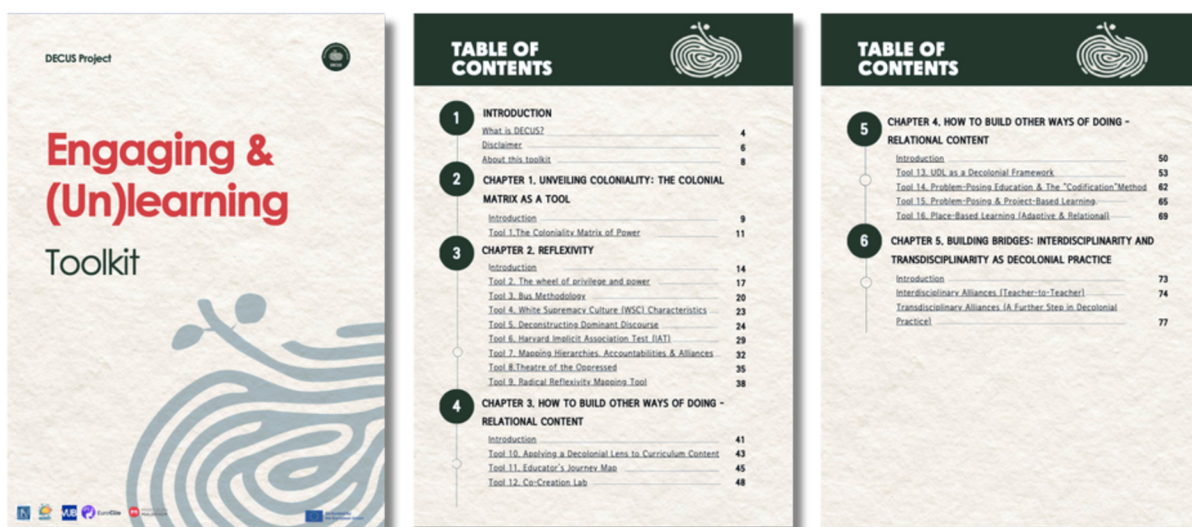 DECUS Project
DECUS
Engaging &
(Un)learning
Toolkit
VUB
EuroClio
TABLE OF
CONTENTS
1
INTRODUCTION
What is DECUS? 4
Disclaimer 6
About this toolkit 8
2
CHAPTER 1. UNVEILING COLONIALITY: THE COLONIAL
MATRIX AS A TOOL
Introduction 9
Tool 1.The Coloniality Matrix of Power 11
3
CHAPTER 2. REFLEXIVITY
Introduction 14
Tool 2. The wheel of privilege and power 17
Tool 3. Bus Methodology 20
Tool 4. White Supremacy Culture (WSC) Characteristics 23
Tool 5. Deconstructing Dominant Discourse 24
Tool 6. Harvard Implicit Association Test (IAT) 29
Tool 7. Mapping Hierarchies, Accountabilities & Alliances 32
Tool 8.Theatre of the Oppressed 35
Tool 9. Radical Reflexivity Mapping Tool 38
4
CHAPTER 3. HOW TO BUILD OTHER WAYS OF DOING -
RELATIONAL CONTENT
Introduction 41
Tool 10. Applying a Decolonial Lens to Curriculum Content 43
Tool 11. Educator's Journey Map 45
Tool 12. Co-Creation Lab 48
TABLE OF
CONTENTS
5
CHAPTER 4. HOW TO BUILD OTHER WAYS OF DOING -
RELATIONAL CONTENT
Introduction 50
Tool 13. UDL as a Decolonial Framework 53
Tool 14. Problem-Posing Education & The "Codification"Method 62
Tool 15. Problem-Posing & Project-Based Learning 65
Tool 16. Place-Based Learning (Adaptive & Relational) 69
6
CHAPTER 5. BUILDING BRIDGES: INTERDISCIPLINARITY AND
TRANSDISCIPLINARITY AS DECOLONIAL PRACTICE
Introduction 73
Interdisciplinary Alliances (Teacher-to-Teacher) 74
Transdisciplinary Alliances (A Further Step in Decolonial
Practice) 77